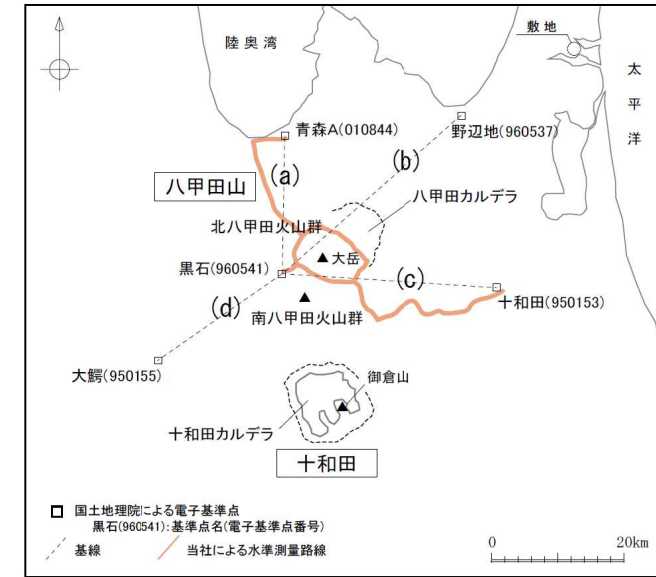 敷地
陸奥湾
太平洋
青森A(010844)
野辺地(960537)
(a)
(b)
八甲田山
八甲田カルデラ
北八甲田火山群
▲大岳
黒石(960541)
(c)
十和田(950153)
(d)
南八甲田火山群
大鰐(950155)
御倉山
十和田カルデラ
十和田
国土地理院による電子基準点
黒石(960541):基準点名(電子基準点番号)
基線
当社による水準測量路線
0
20km